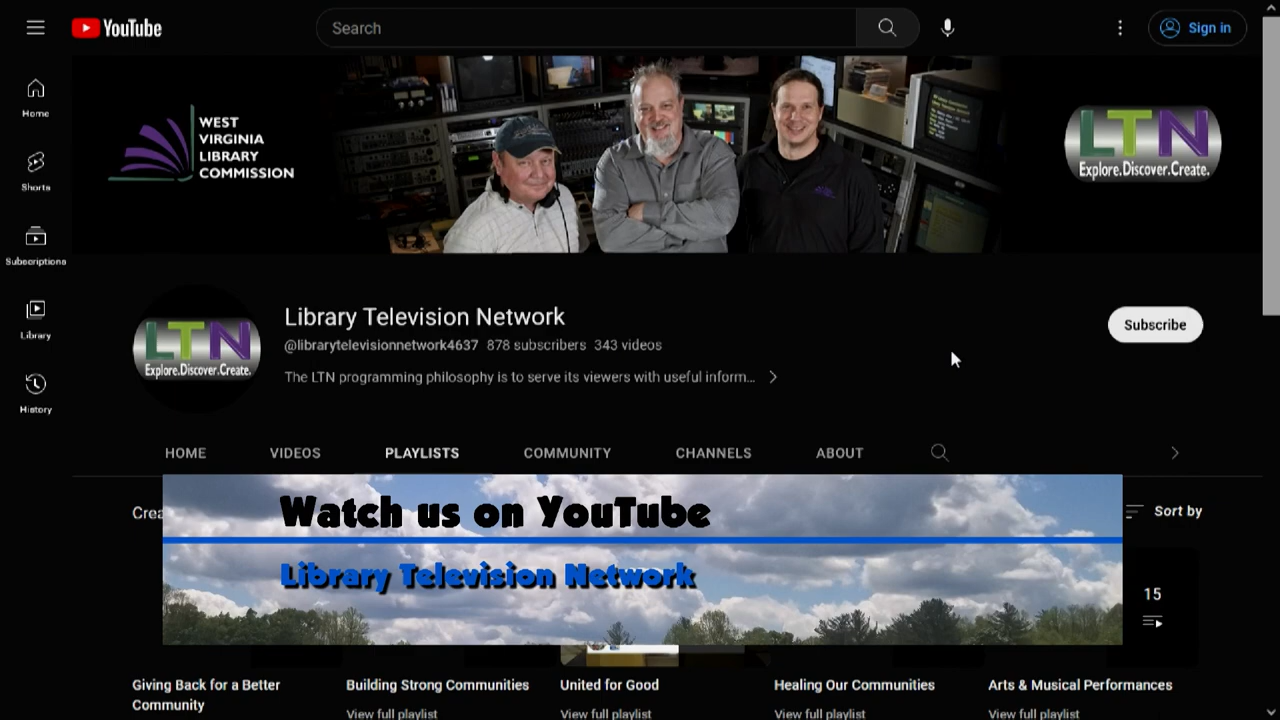 YouTube
Search
Sign in
Home
Shorts
Subscriptions
Library
History
WEST
VIRGINIA
LIBRARY
COMMISSION
LTN
Explore.Discover.Create.
LTN
Explore.Discover.Create.
Library Television Network
@librarytelevisionnetwork4637 878 subscribers 343 videos
The LTN programming philosophy is to serve its viewers with useful inform...
Subscribe
HOME VIDEOS PLAYLISTS COMMUNITY CHANNELS ABOUT
Crea
Sort by
Watch us on YouTube
Library Television Network
15
Giving Back for a Better
Community
Building Strong Communities
View full playlist
United for Good
View full playlist
Healing Our Communities
View full playlist
Arts & Musical Performances
View full playlist